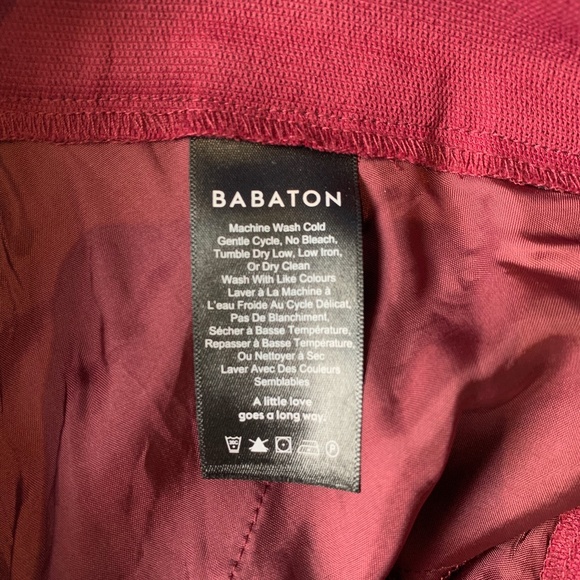 BABATON
Machine Wash Cold
Gentle Cycle, No Bleach,
Tumble Dry Low, Low Iron,
Or Dry Clean
Wash With Like Colours
Laver à La Machine à
L'eau Froide Au Cycle Délicat,
Pas De Blanchiment,
Sécher à Basse Température,
Repasser à Basse Température,
Ou Nettoyer à Sec
Laver Avec Des Couleurs
Semblables
A little love
goes a long way.
P